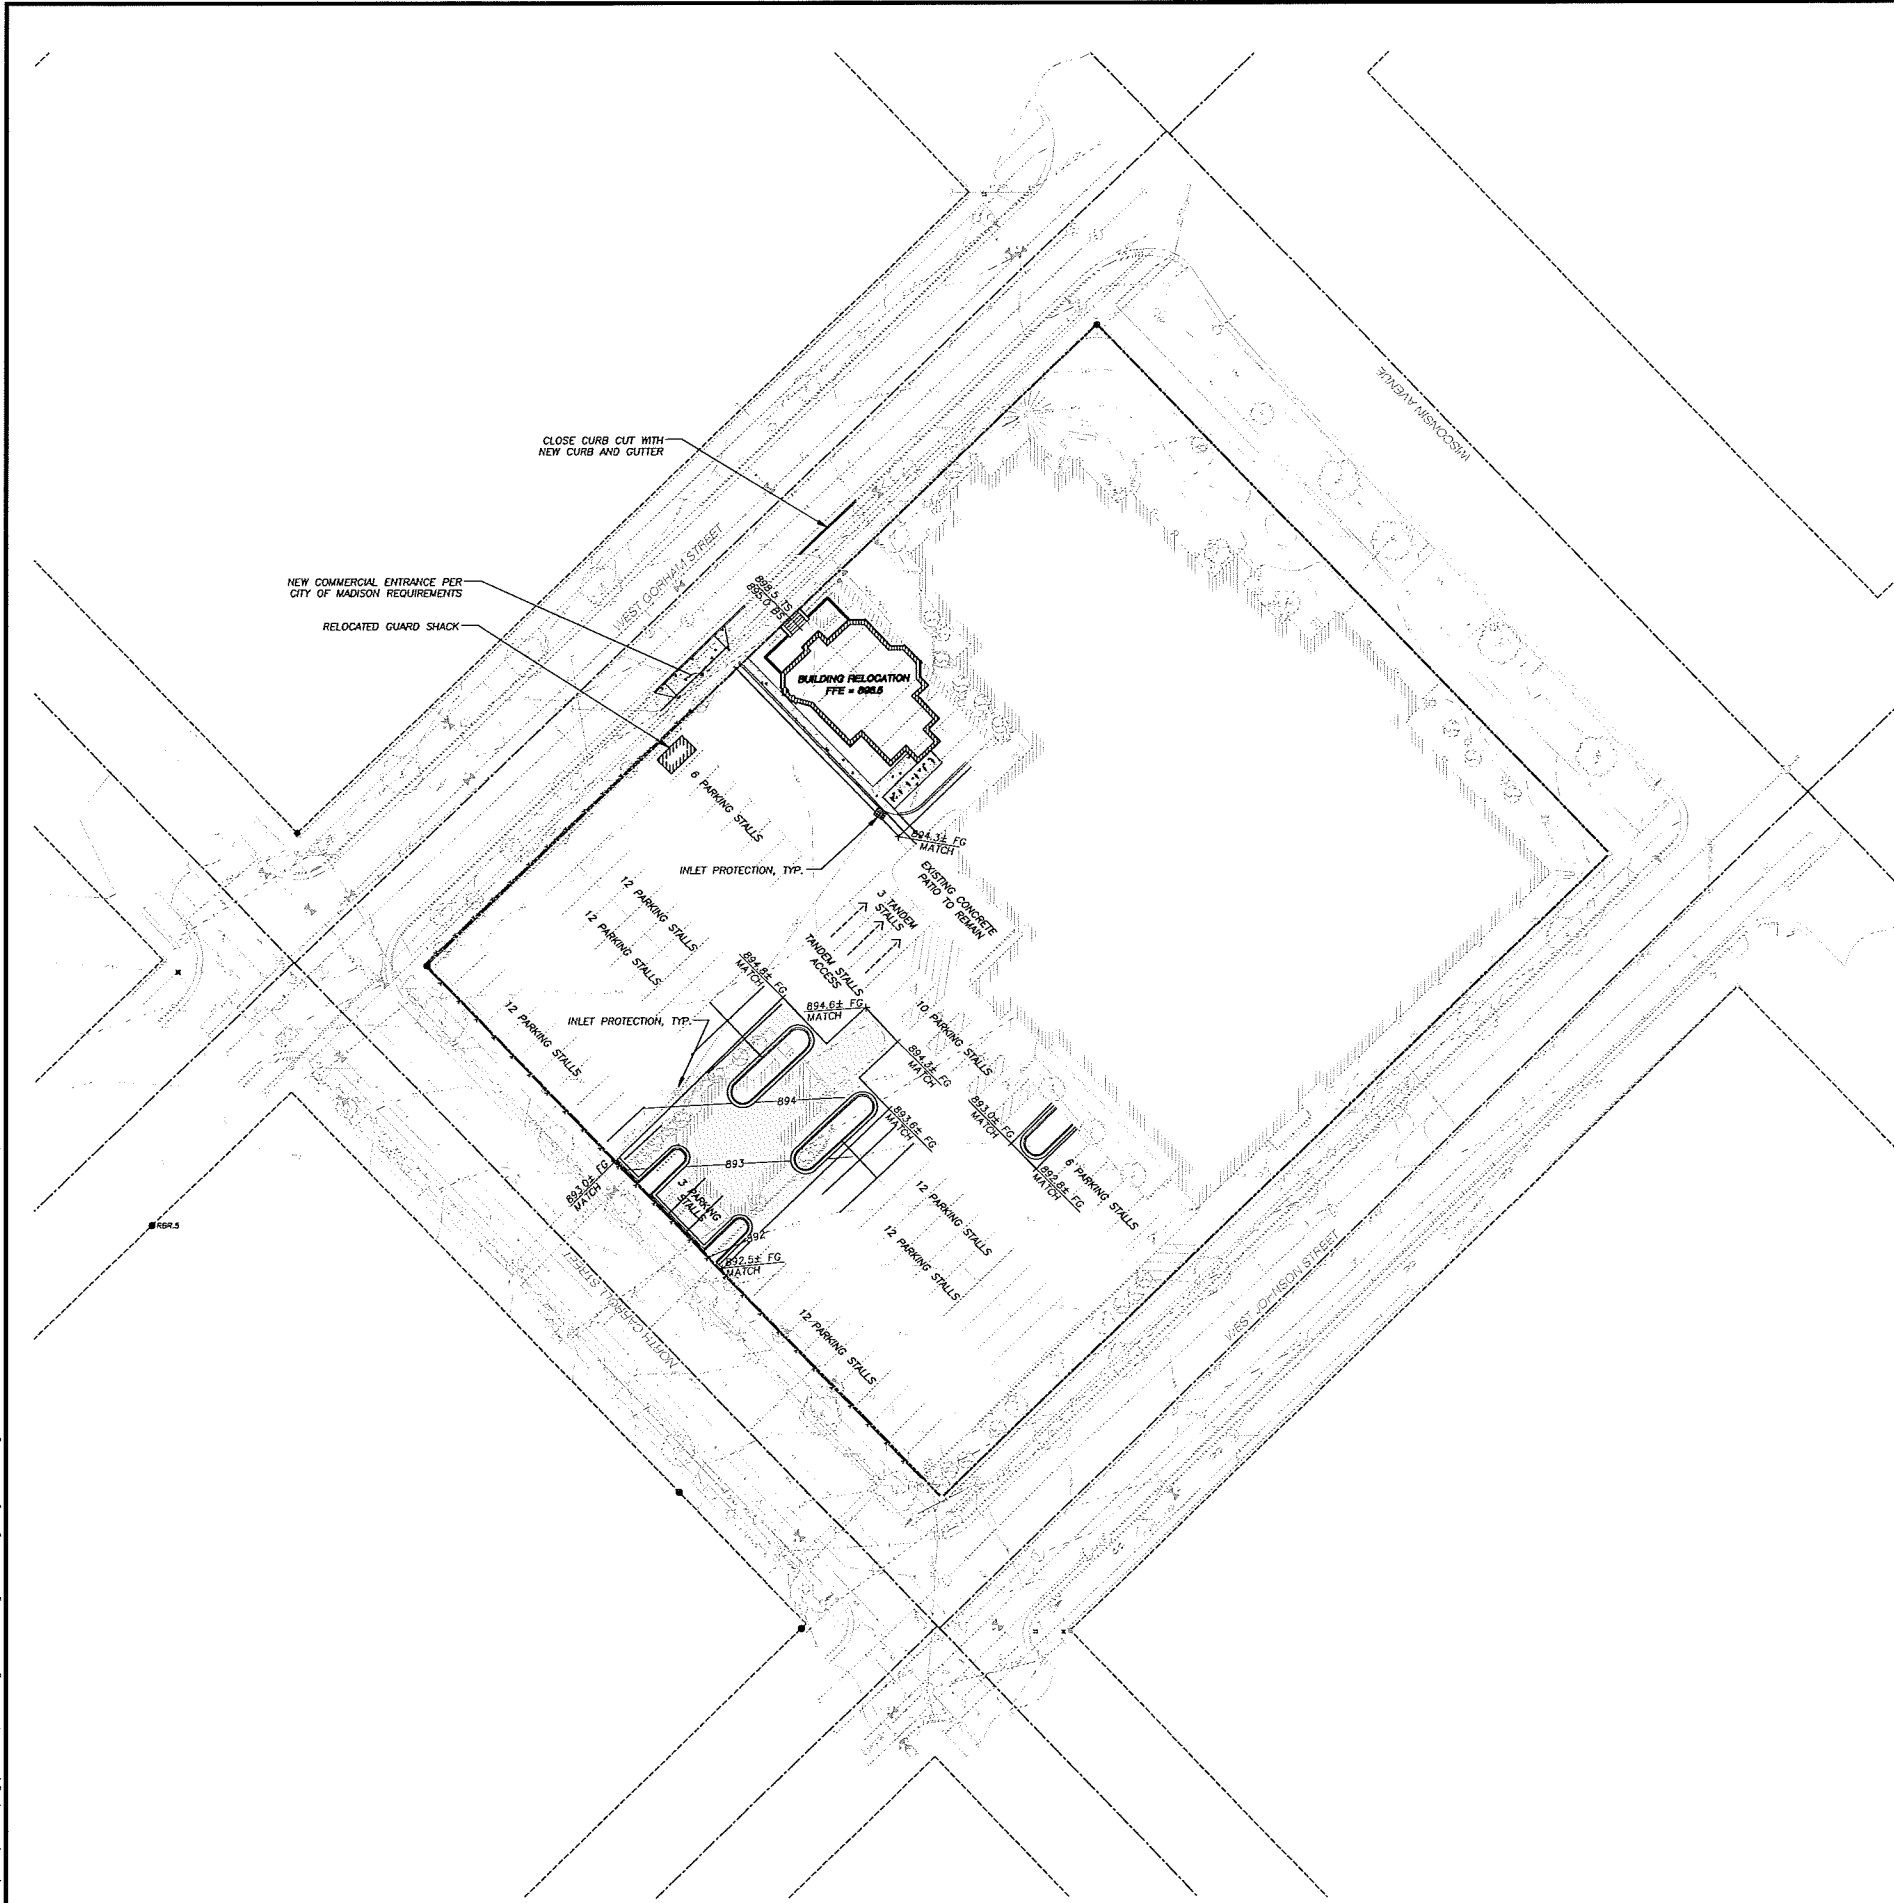 WISCONSIN AVENUE
CLOSE CURB CUT WITH
NEW CURB AND GUTTER
WEST GORHAM STREET
NEW COMMERCIAL ENTRANCE PER
CITY OF MADISON REQUIREMENTS
RELOCATED GUARD SHACK
895.0 BS
BUILDING RELOCATION
6 PARKING STALLS
894.3± FG
MATCH
INLET PROTECTION, TYP.
EXISTING CONCRETE
PATIO TO REMAIN
3 TANDEM
STALLS
12 PARKING STALLS
12 PARKING STALLS
TANDEM STALLS
ACCESS
894.8± FG
MATCH
894.6± FG
MATCH
12 PARKING STALLS
INLET PROTECTION, TYP.
10 PARKING STALLS
894.3± FG
MATCH
894
893.6± FG
MATCH
893.0± FG
MATCH
893
893.0± FG
MATCH
3 PARKING
STALLS
892.8± FG
MATCH
6 PARKING STALLS
12 PARKING STALLS
12 PARKING STALLS
892
892.5± FG
MATCH
NORTH CARROLL STREET
WEST JOHNSON STREET
12 PARKING STALLS